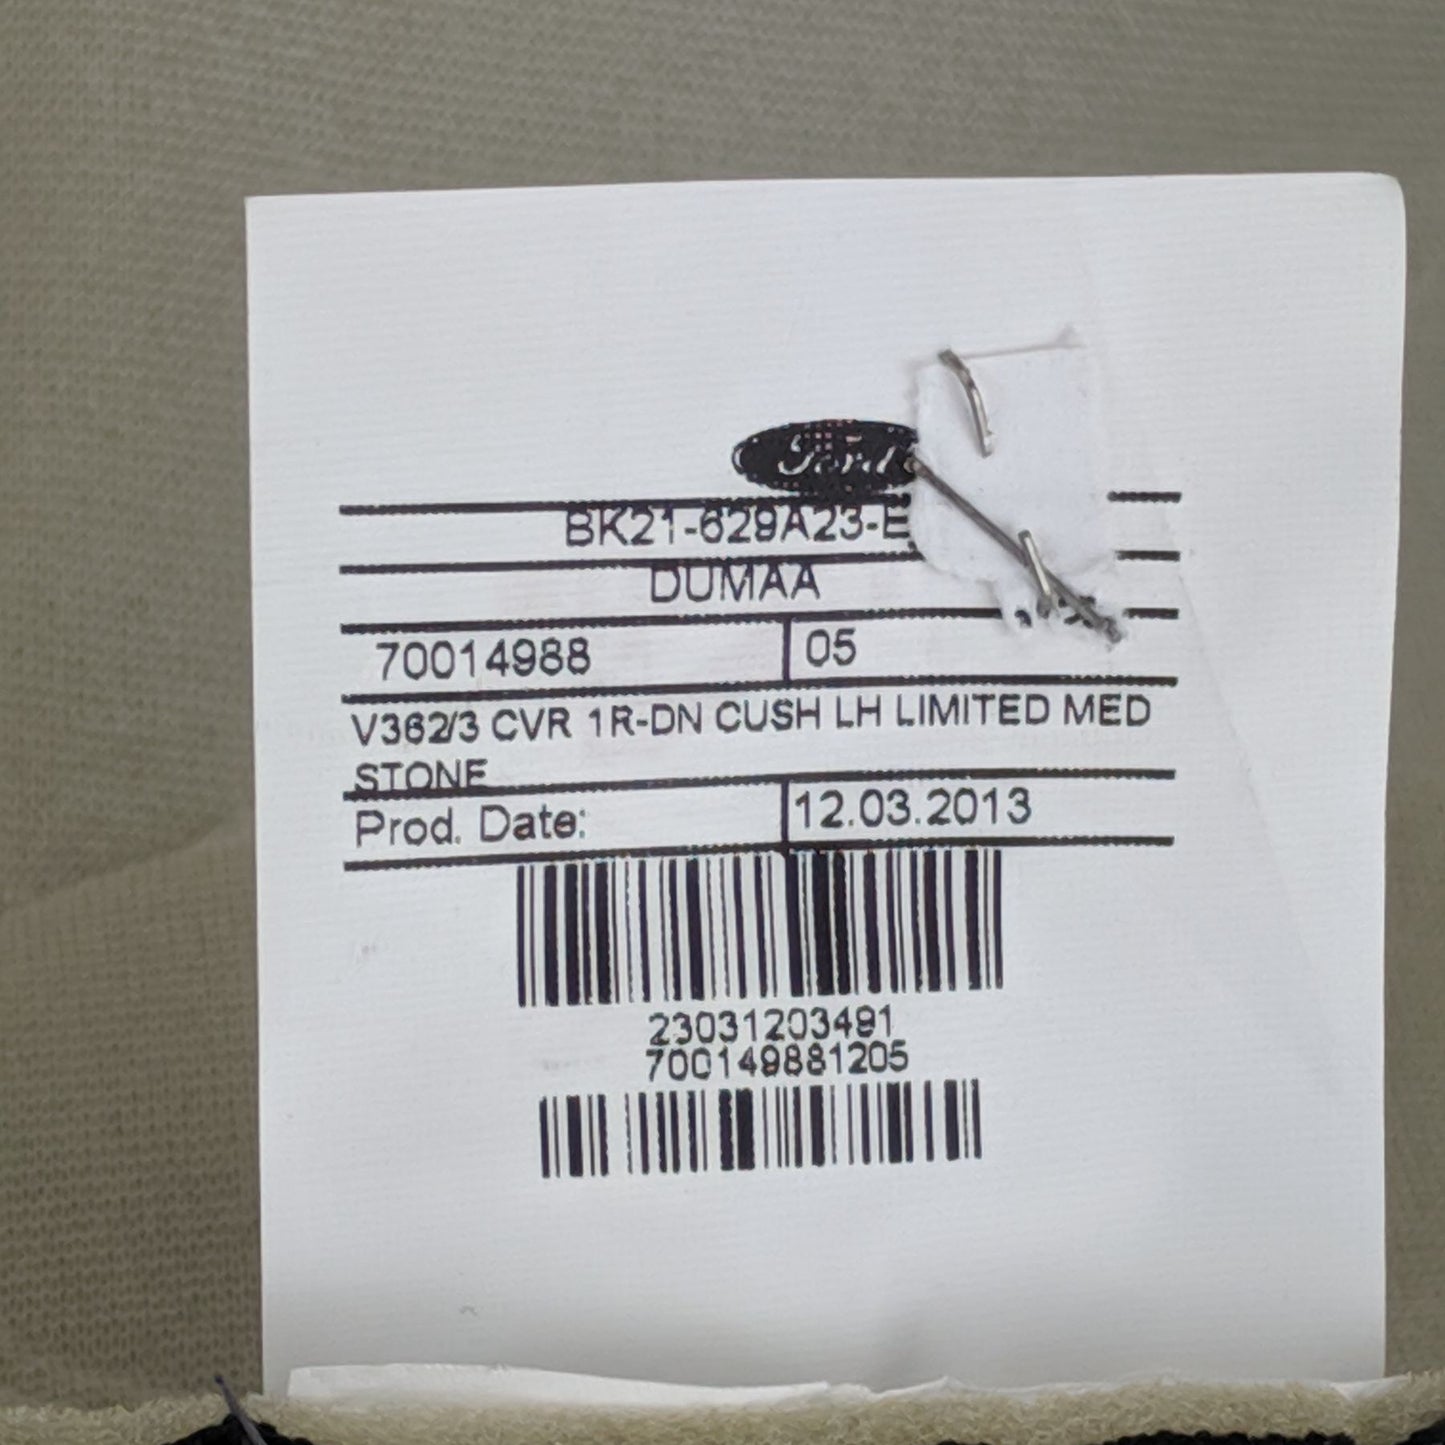 Ford
BK21-629A23-E
DUMAA
70014988 05
V362/3 CVR 1R-DN CUSH LH LIMITED MED
STONE
Prod. Date: 12.03.2013
23031203491
700149881205